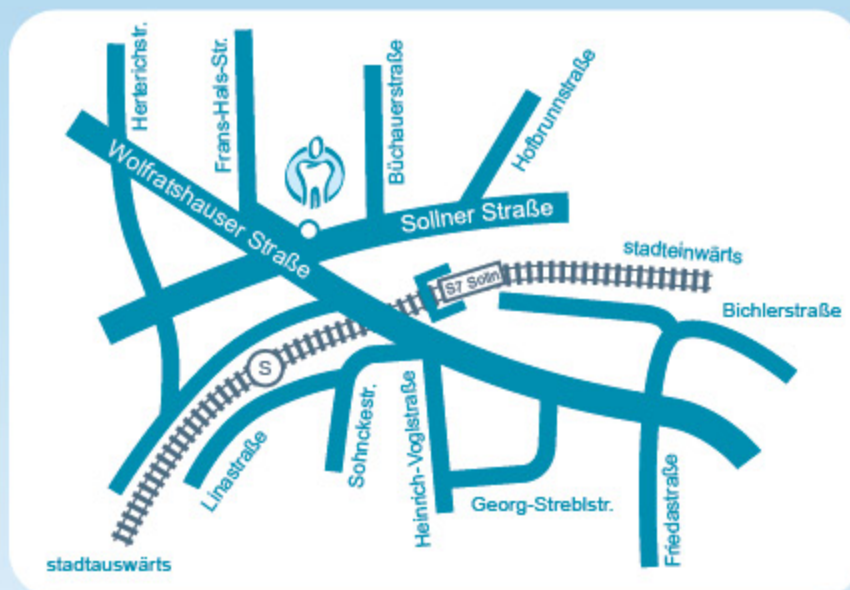 Herterichstr.
Frans-Hals-Str.
Büchauerstraße
Hofbrunnstraße
Wolfratshauser Straße
Sollner Straße
stadteinwärts
S7 Solln
Bichlerstraße
S
Linastraße
Sohnckestr.
Heinrich-Voglstraße
Georg-Streblstr.
Friedastraße
stadtauswärts